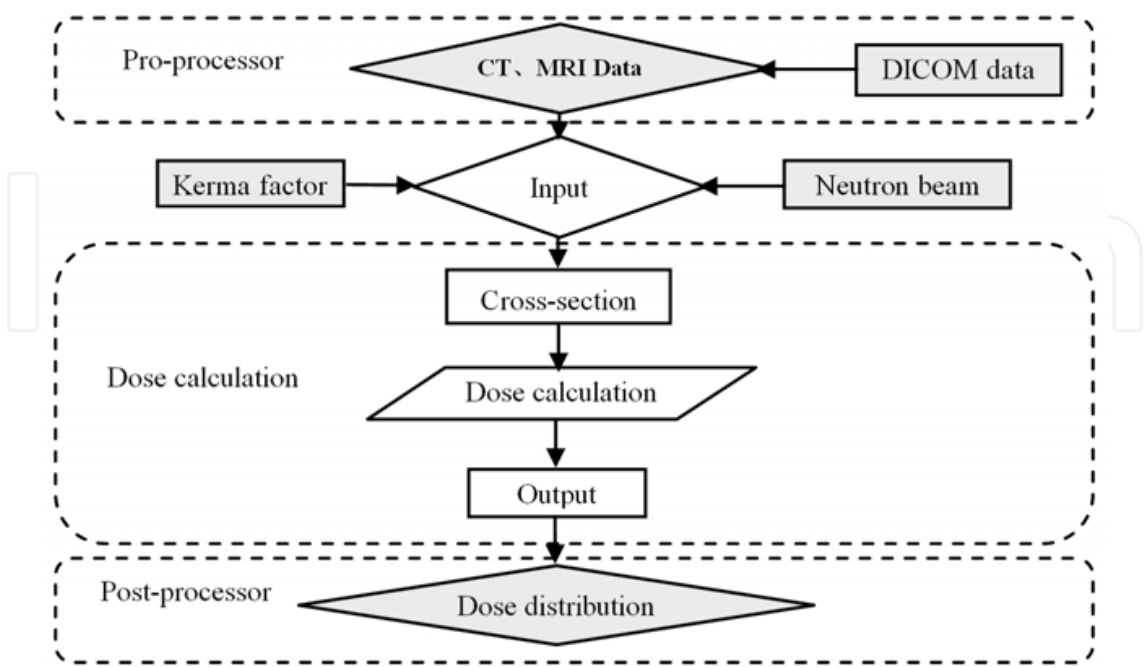 Pro-processor
CT、MRI Data
DICOM data
Kerma factor
Input
Neutron beam
Cross-section
Dose calculation
Dose calculation
Output
Post-processor
Dose distribution